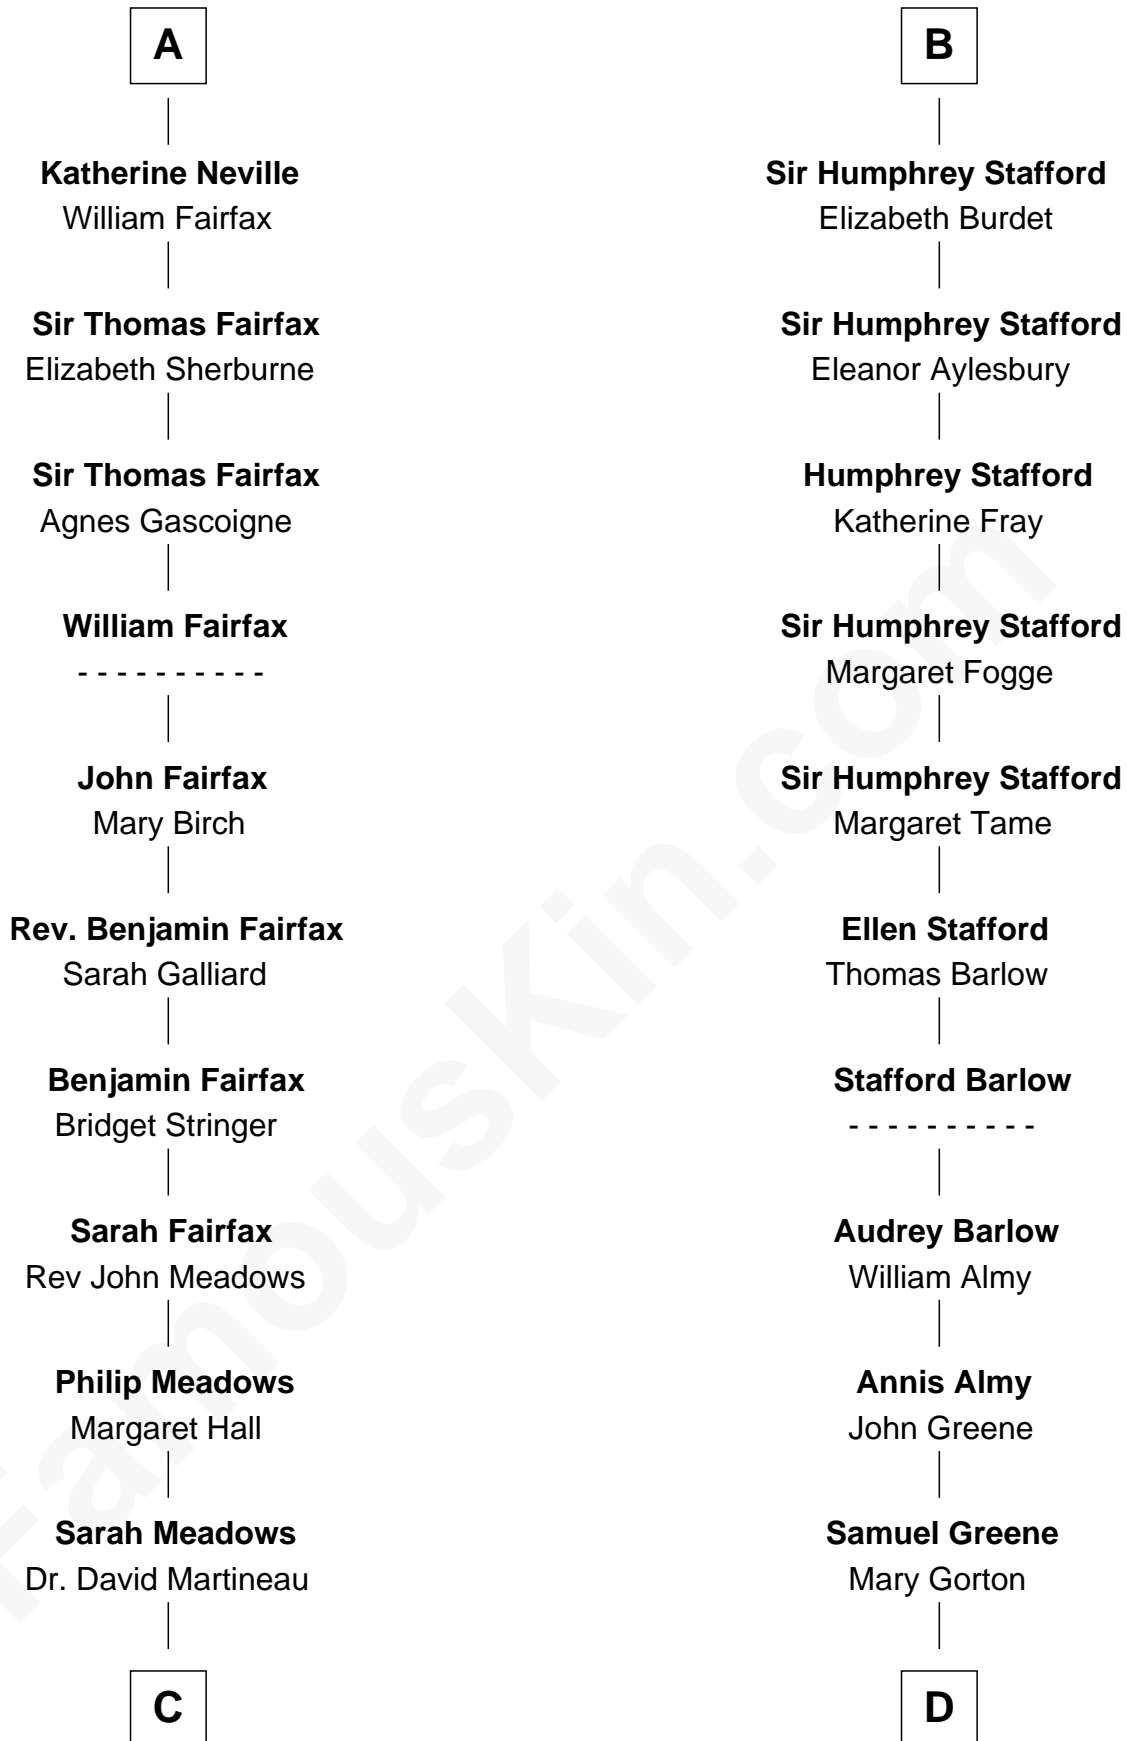 A
Katherine Neville
William Fairfax
Sir Thomas Fairfax
Elizabeth Sherburne
Sir Thomas Fairfax
Agnes Gascoigne
William Fairfax
- - - - - - - - - -
John Fairfax
Mary Birch
Rev. Benjamin Fairfax
Sarah Galliard
Benjamin Fairfax
Bridget Stringer
Sarah Fairfax
Rev John Meadows
Philip Meadows
Margaret Hall
Sarah Meadows
Dr. David Martineau
C
B
Sir Humphrey Stafford
Elizabeth Burdet
Sir Humphrey Stafford
Eleanor Aylesbury
Humphrey Stafford
Katherine Fray
Sir Humphrey Stafford
Margaret Fogge
Sir Humphrey Stafford
Margaret Tame
Ellen Stafford
Thomas Barlow
Stafford Barlow
- - - - - - - - - -
Audrey Barlow
William Almy
Annis Almy
John Greene
Samuel Greene
Mary Gorton
D
FamousKin.com